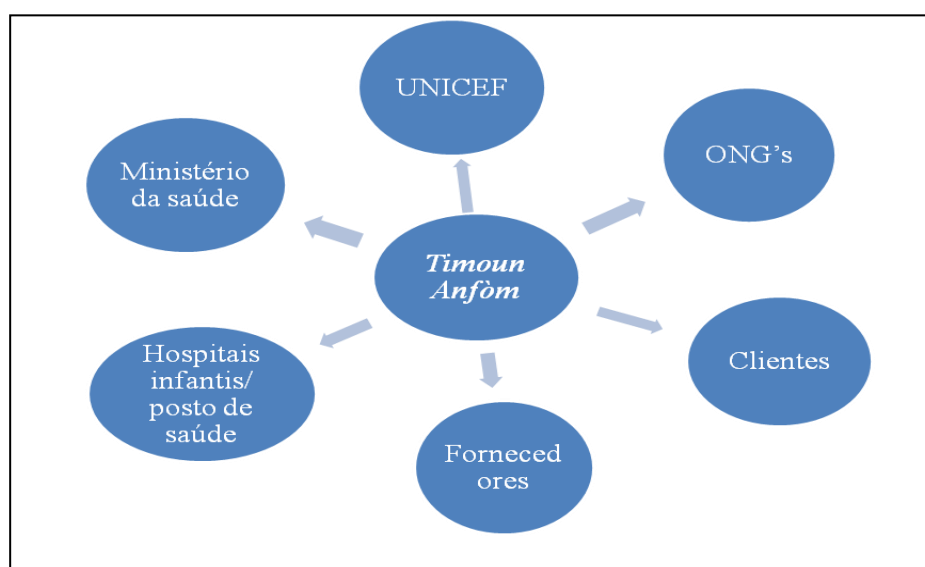 UNICEF
ONG’s
Ministério
da saúde
Timoun
Anfòm
Clientes
Hospitais
infantis/
posto de
saúde
Forneced
ores